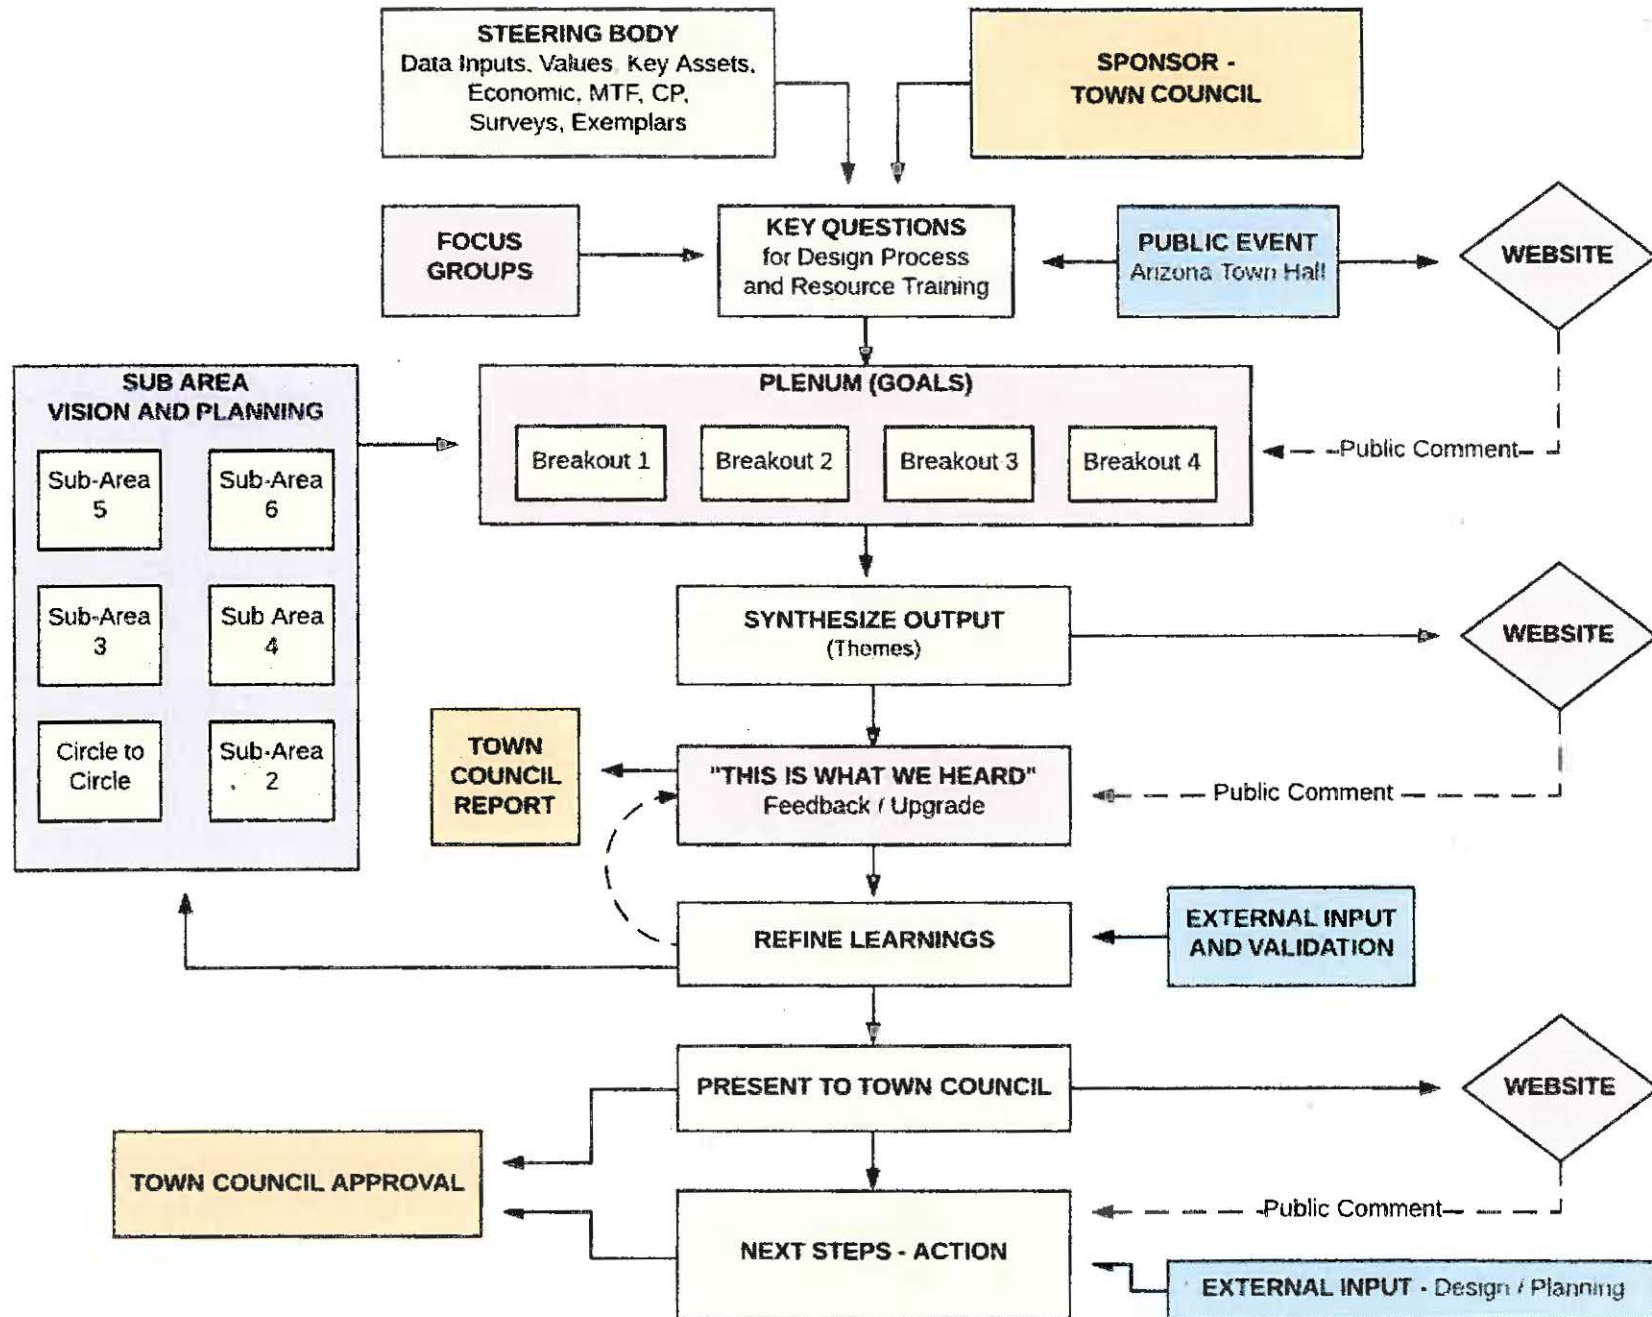 STEERING BODY
Data Inputs, Values, Key Assets,
Economic, MTF, CP,
Surveys, Exemplars
SPONSOR -
TOWN COUNCIL
FOCUS
GROUPS
KEY QUESTIONS
for Design Process
and Resource Training
PUBLIC EVENT
Arizona Town Hall
WEBSITE
SUB AREA
VISION AND PLANNING
Sub-Area
5
Sub-Area
6
Sub-Area
3
Sub Area
4
Circle to
Circle
Sub-Area
2
PLENUM (GOALS)
Breakout 1
Breakout 2
Breakout 3
Breakout 4
Public Comment
SYNTHESIZE OUTPUT
(Themes)
WEBSITE
TOWN
COUNCIL
REPORT
"THIS IS WHAT WE HEARD"
Feedback / Upgrade
Public Comment
REFINE LEARNINGS
EXTERNAL INPUT
AND VALIDATION
PRESENT TO TOWN COUNCIL
WEBSITE
TOWN COUNCIL APPROVAL
Public Comment
NEXT STEPS - ACTION
EXTERNAL INPUT - Design / Planning